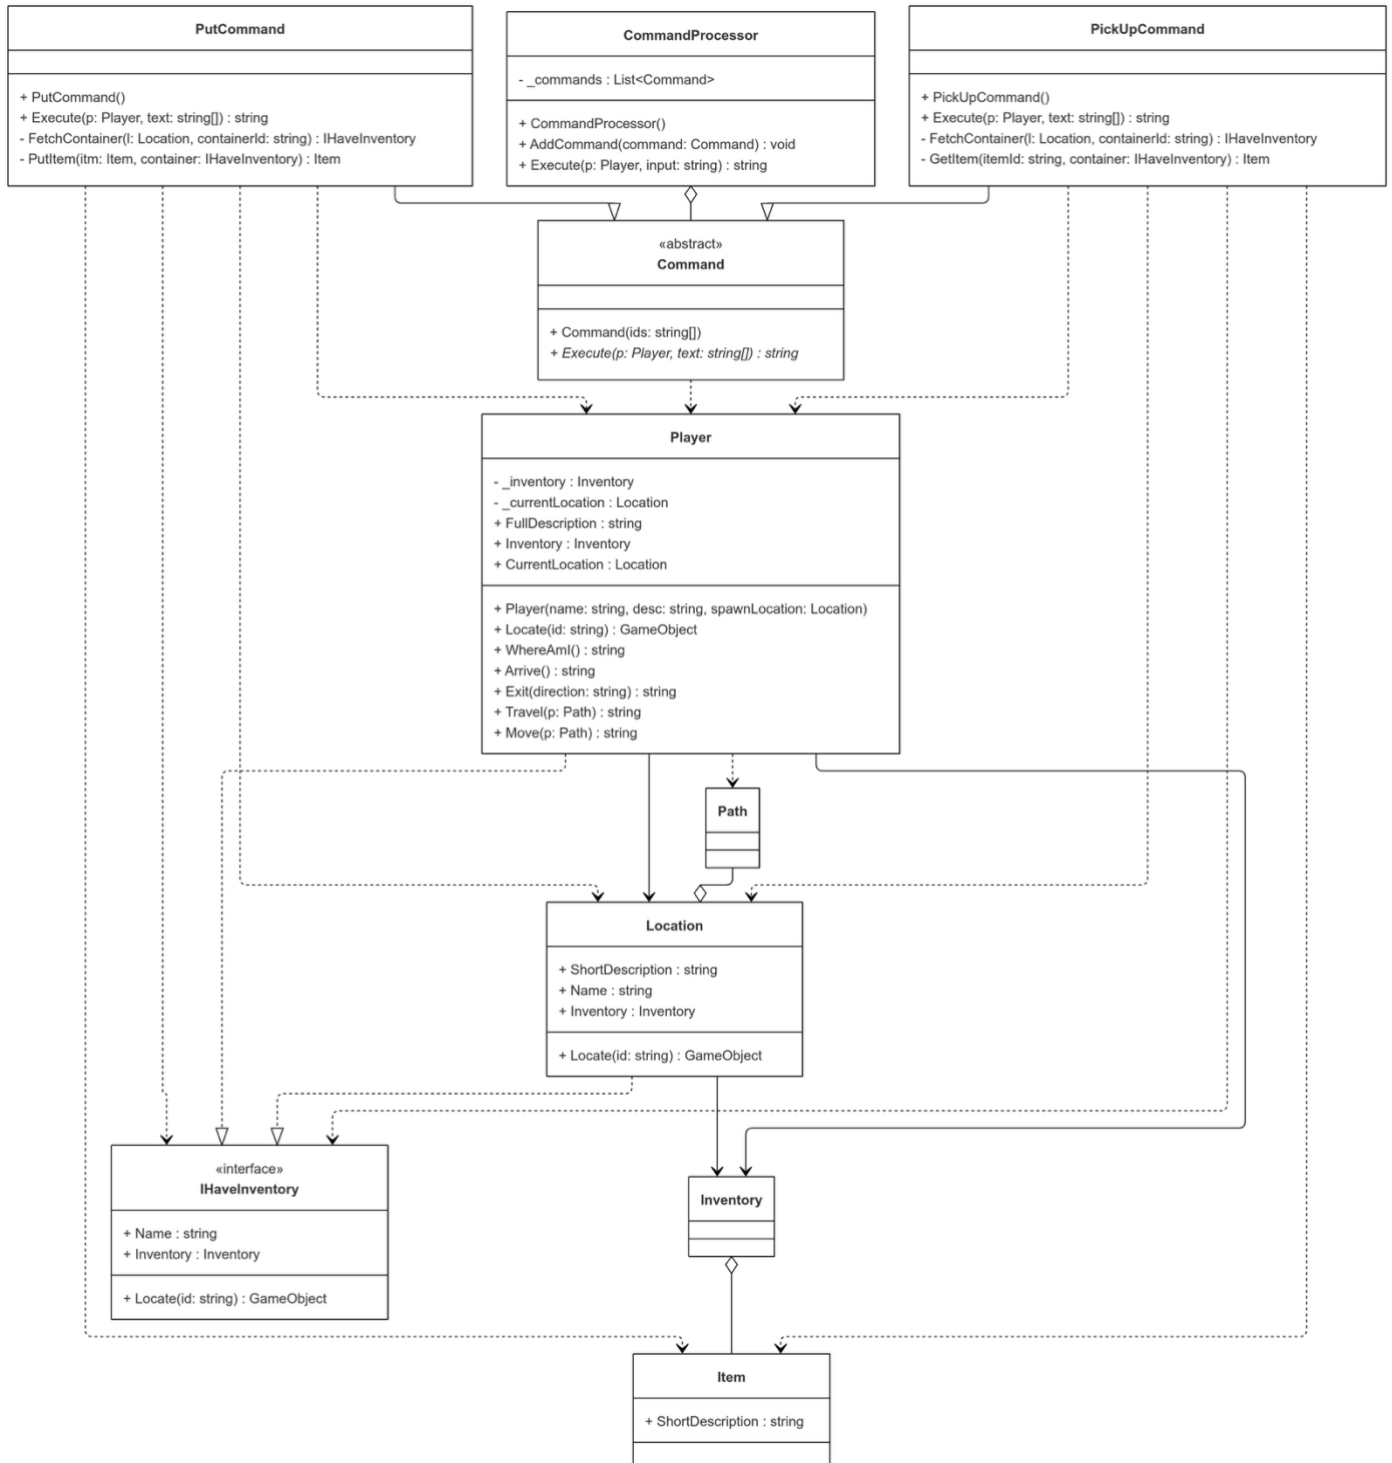 PutCommand
+ PutCommand()
+ Execute(p: Player, text: string[]) : string
- FetchContainer(l: Location, containerId: string) : IHaveInventory
- PutItem(itm: Item, container: IHaveInventory) : Item
CommandProcessor
- _commands : List<Command>
+ CommandProcessor()
+ AddCommand(command: Command) : void
+ Execute(p: Player, input: string) : string
PickUpCommand
+ PickUpCommand()
+ Execute(p: Player, text: string[]) : string
- FetchContainer(l: Location, containerId: string) : IHaveInventory
- GetItem(itemId: string, container: IHaveInventory) : Item
«abstract»
Command
+ Command(ids: string[])
+ Execute(p: Player, text: string[]) : string
Player
- _inventory : Inventory
- _currentLocation : Location
+ FullDescription : string
+ Inventory : Inventory
+ CurrentLocation : Location
+ Player(name: string, desc: string, spawnLocation: Location)
+ Locate(id: string) : GameObject
+ WhereAmI() : string
+ Arrive() : string
+ Exit(direction: string) : string
+ Travel(p: Path) : string
+ Move(p: Path) : string
Path
Location
+ ShortDescription : string
+ Name : string
+ Inventory : Inventory
+ Locate(id: string) : GameObject
«interface»
IHaveInventory
+ Name : string
+ Inventory : Inventory
+ Locate(id: string) : GameObject
Inventory
Item
+ ShortDescription : string